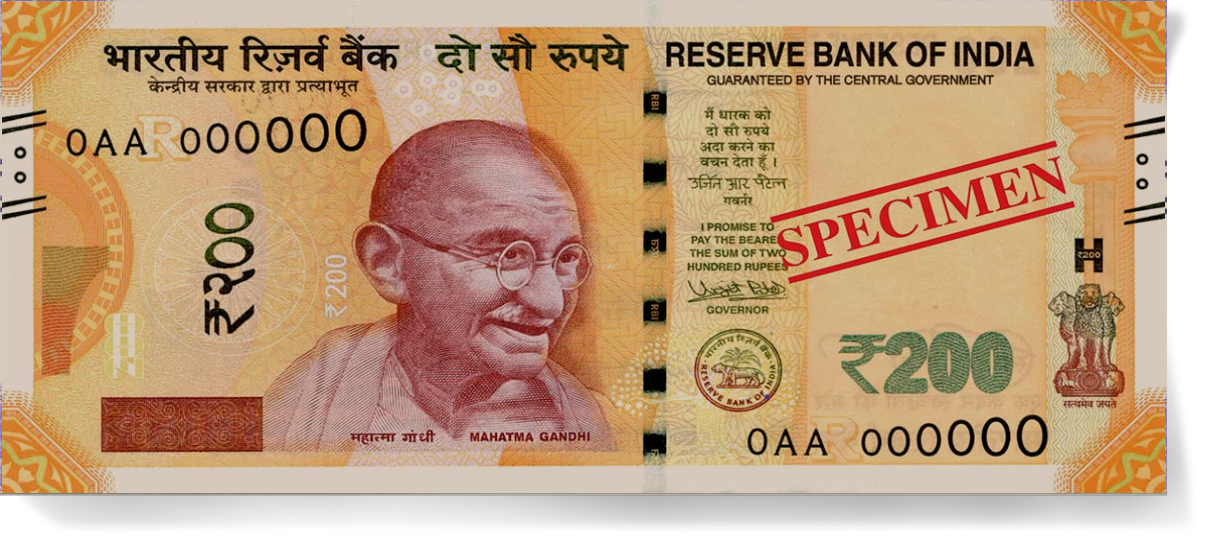 भारतीय रिज़र्व बैंक दो सौ रुपये
केन्द्रीय सरकार द्वारा प्रत्याभूत
0AA 000000
₹२००
₹200
महात्मा गांधी MAHATMA GANDHI
RBI
RBI
RESERVE BANK OF INDIA
GUARANTEED BY THE CENTRAL GOVERNMENT
मैं धारक को
दो सौ रुपये
अदा करने का
वचन देता हूँ ।
उर्जित आर पटेल
गवर्नर
I PROMISE TO
PAY THE BEARER
THE SUM OF TWO
HUNDRED RUPEES
GOVERNOR
भारतीय रिज़र्व बैंक
RESERVE BANK OF INDIA
SPECIMEN
₹200
₹200
सत्यमेव जयते
0AA 000000